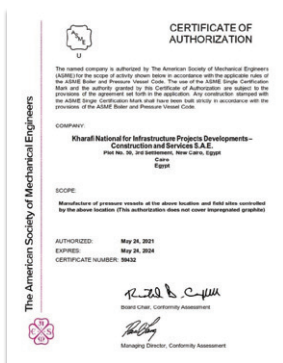 CERTIFICATE OF
AUTHORIZATION
The named company is authorized by The American Society of Mechanical Engineers
(ASME) for the scope of activity shown below in accordance with the applicable rules of
the ASME Boiler and Pressure Vessel Code. The use of the ASME Single Certification
Mark and the authority granted by this Certificate of Authorization are subject to the
provisions of the agreement set forth in the application. Any construction stamped with
the ASME Single Certification Mark shall have been built strictly in accordance with the
provisions of the ASME Boiler and Pressure Vessel Code.
COMPANY:
Kharafi National for Infrastructure Projects Developments–
Construction and Services S.A.E.
Plot No. 50, 3rd Settlement, New Cairo, Egypt
Cairo
Egypt
SCOPE:
Manufacture of pressure vessels at the above location and field sites controlled
by the above location (This authorization does not cover impregnated graphite)
AUTHORIZED: May 24, 2021
EXPIRES: May 24, 2024
CERTIFICATE NUMBER: 59432
Board Chair, Conformity Assessment
Managing Director, Conformity Assessment
The American Society of Mechanical Engineers
ASME
U